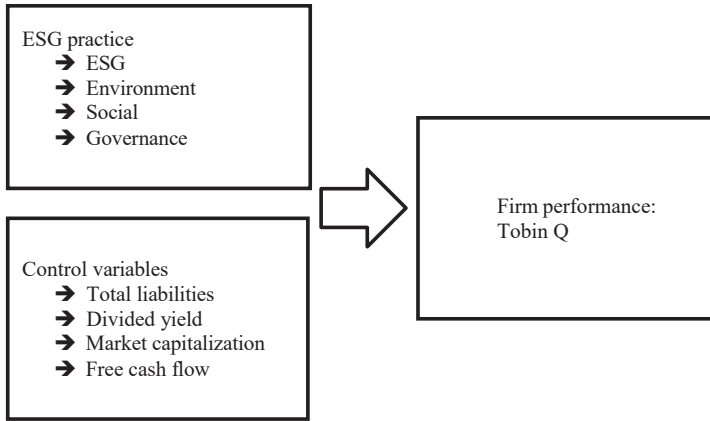 ESG practice
➔ ESG
➔ Environment
➔ Social
➔ Governance
Control variables
➔ Total liabilities
➔ Divided yield
➔ Market capitalization
➔ Free cash flow
Firm performance:
Tobin Q